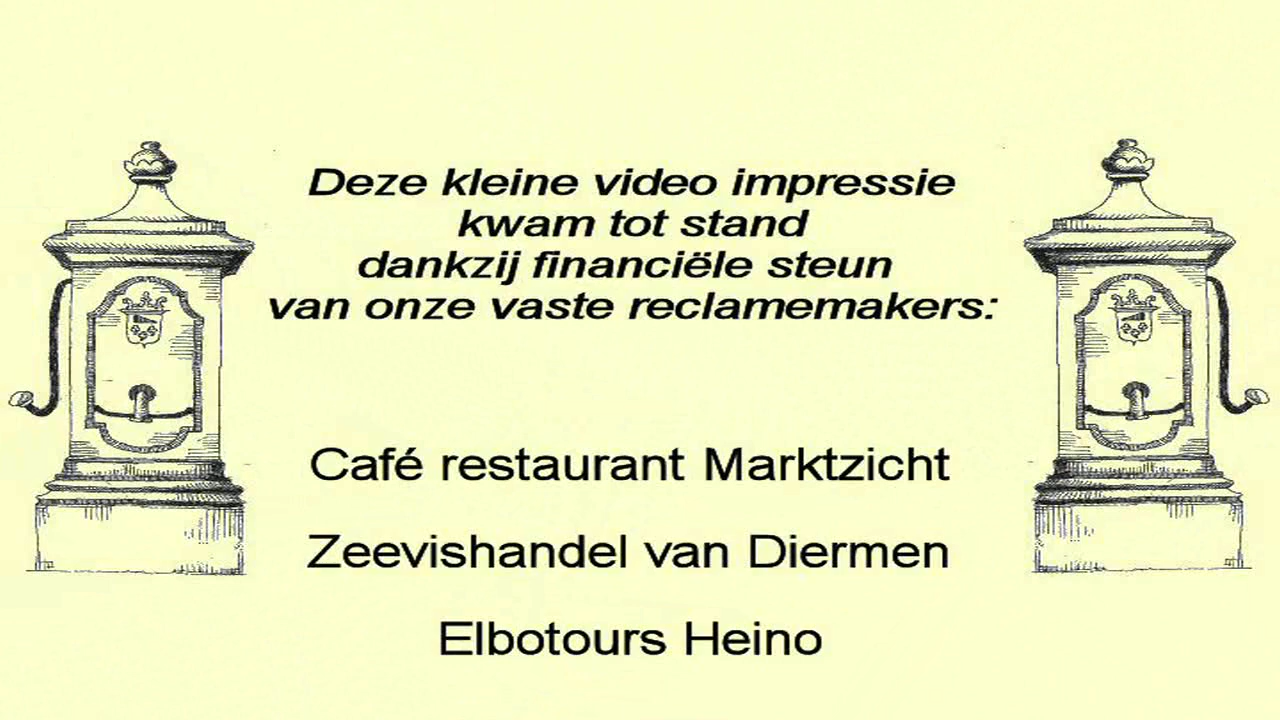 Deze kleine video impressie
kwam tot stand
dankzij financiële steun
van onze vaste reclamemakers:
Café restaurant Marktzicht
Zeevishandel van Diermen
Elbotours Heino